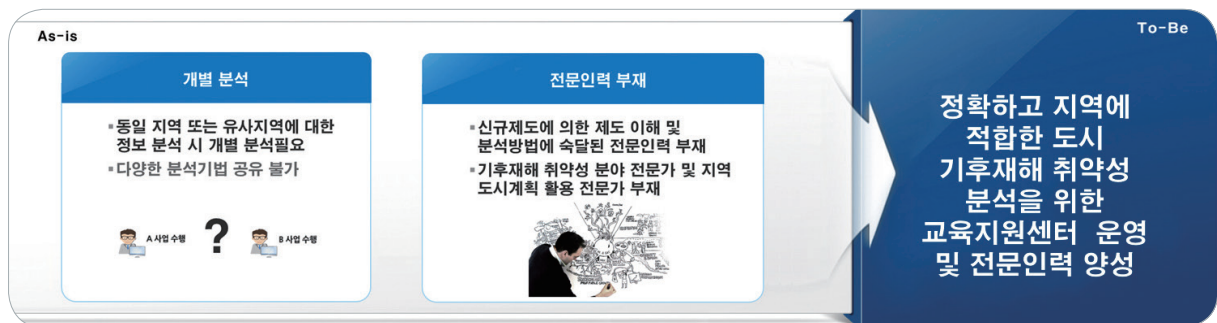 As-is
개별 분석
▪동일 지역 또는 유사지역에 대한
정보 분석 시 개별 분석필요
▪다양한 분석기법 공유 불가
A 사업 수행
?
B 사업 수행
전문인력 부재
▪신규제도에 의한 제도 이해 및
분석방법에 숙달된 전문인력 부재
▪기후재해 취약성 분야 전문가 및 지역
도시계획 활용 전문가 부재
To-Be
정확하고 지역에
적합한 도시
기후재해 취약성
분석을 위한
교육지원센터 운영
및 전문인력 양성